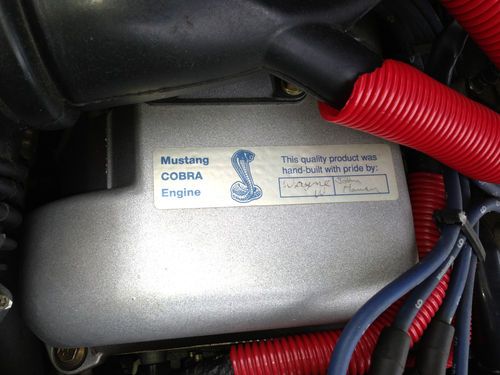 Mustang
COBRA
Engine
This quality product was
hand-built with pride by: